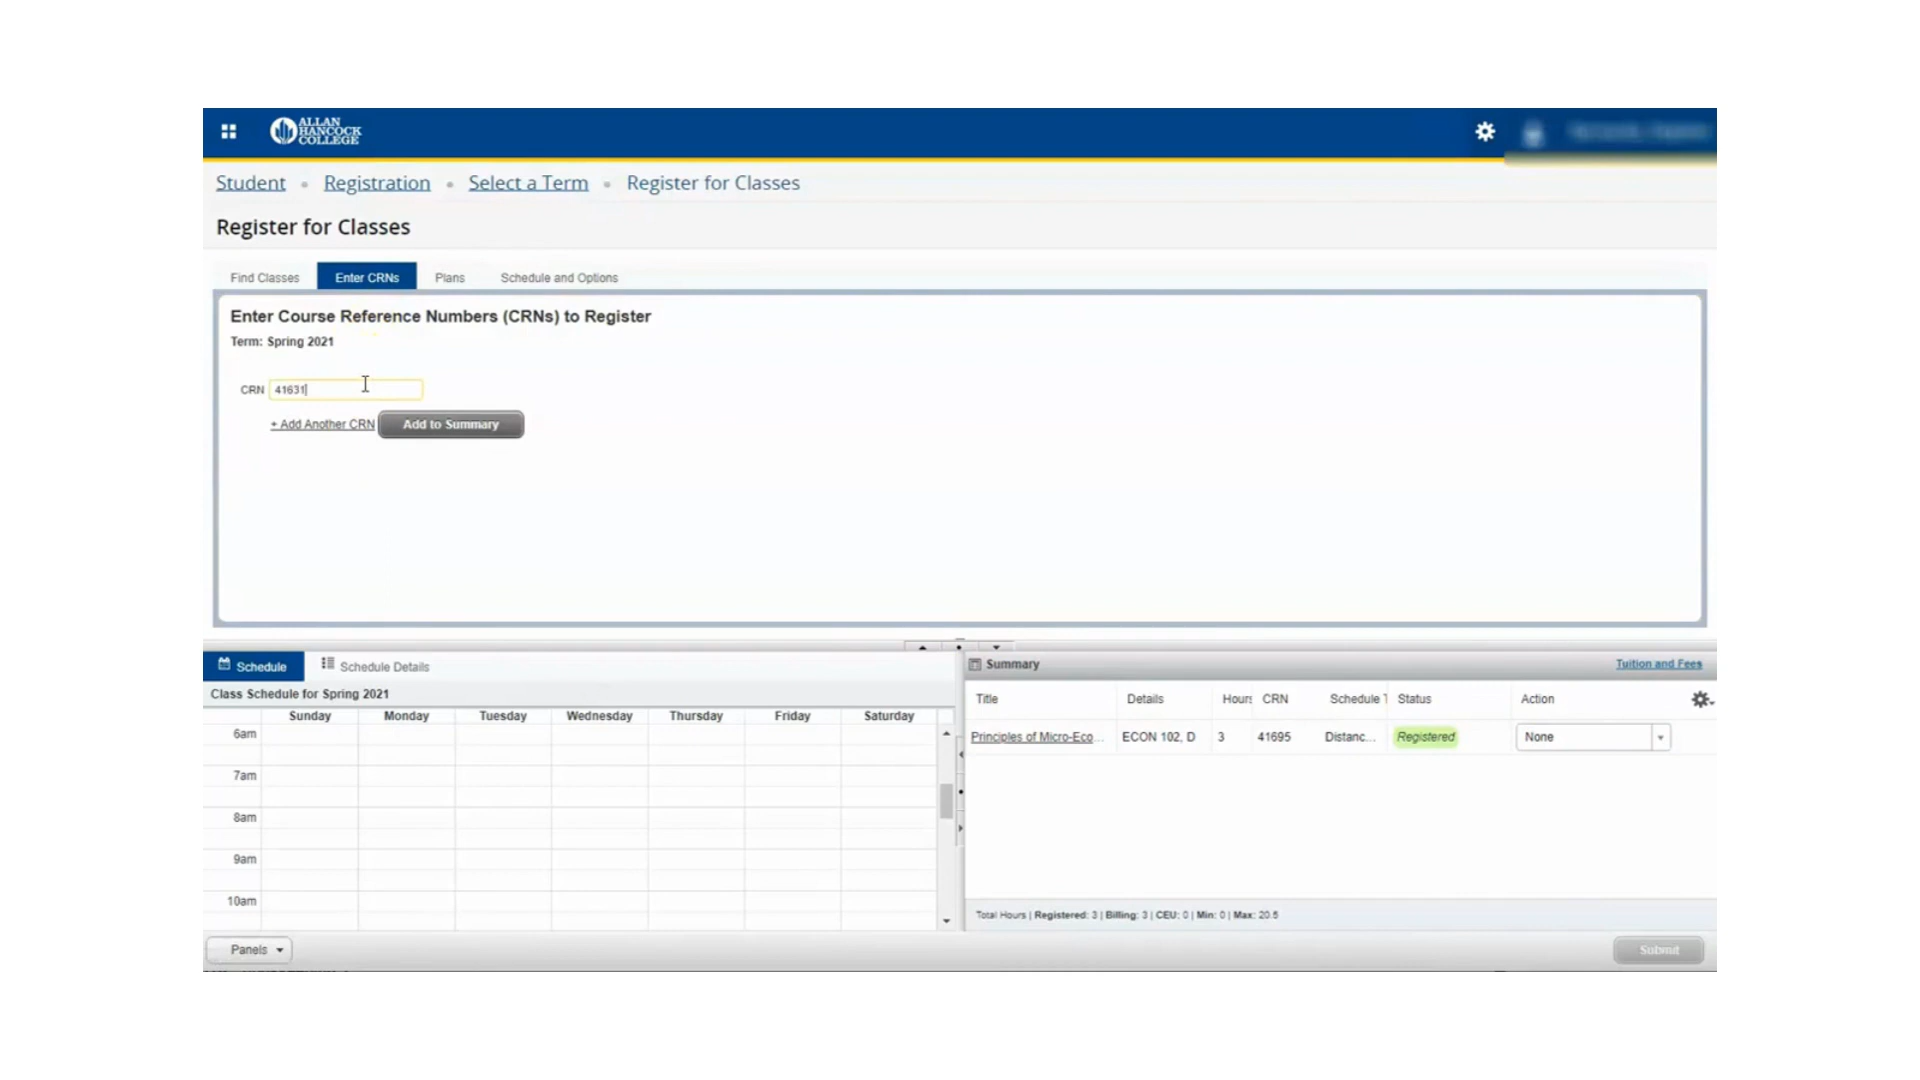 ALLAN
HANCOCK
COLLEGE
Student • Registration • Select a Term • Register for Classes
Register for Classes
Find Classes Enter CRNs Plans Schedule and Options
Enter Course Reference Numbers (CRNs) to Register
Term: Spring 2021
CRN 41631
+ Add Another CRN Add to Summary
Schedule Schedule Details
Class Schedule for Spring 2021
Sunday Monday Tuesday Wednesday Thursday Friday Saturday
6am
7am
8am
9am
10am
Summary Tuition and Fees
Title Details Hours CRN Schedule T Status Action
Principles of Micro-Eco... ECON 102, D 3 41695 Distanc... Registered None
Total Hours | Registered: 3 | Billing: 3 | CEU: 0 | Min: 0 | Max: 20.5
Panels Submit